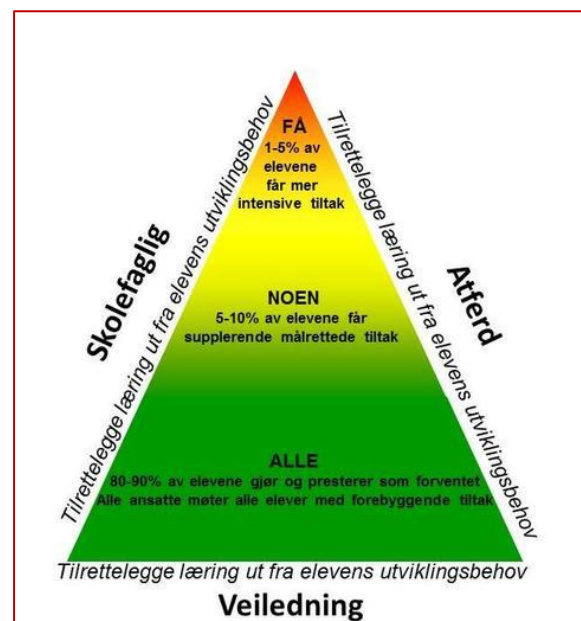 FÅ
1-5% av
elevene
får mer
intensive tiltak
NOEN
5-10% av elevene får
supplerende målrettede tiltak
ALLE
80-90% av elevene gjør og presterer som forventet
Alle ansatte møter alle elever med forebyggende tiltak
Skolefaglig
Tilrettelegge læring ut fra elevens utviklingsbehov
Tilrettelegge læring ut fra elevens utviklingsbehov
Atferd
Tilrettelegge læring ut fra elevens utviklingsbehov
Veiledning